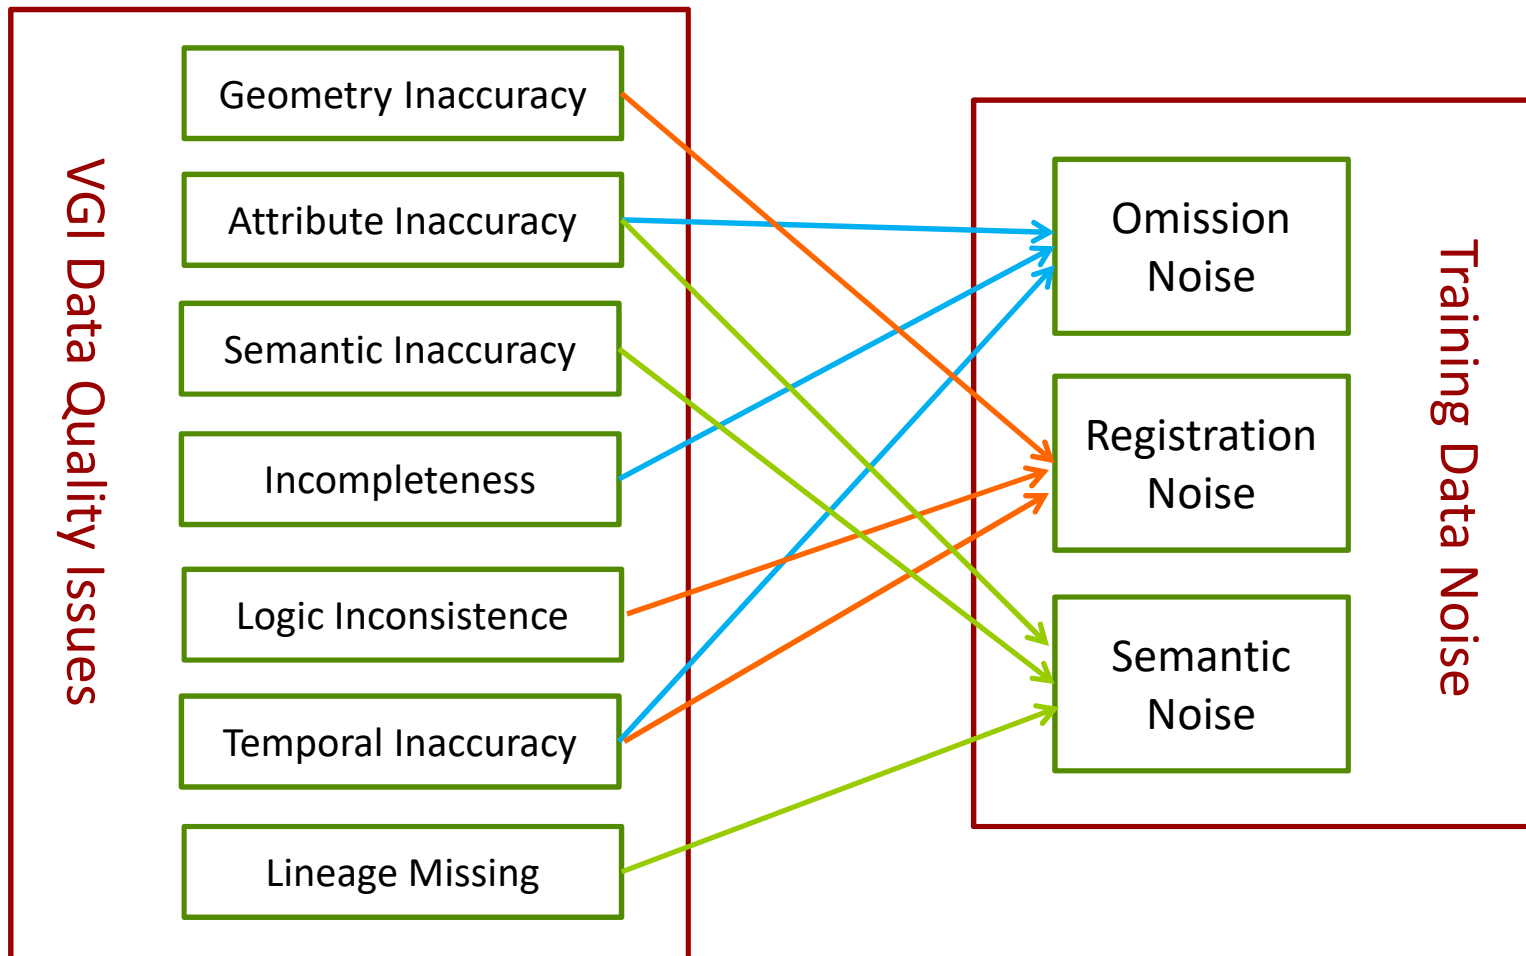 VGI Data Quality Issues
Geometry Inaccuracy
Attribute Inaccuracy
Semantic Inaccuracy
Incompleteness
Logic Inconsistence
Temporal Inaccuracy
Lineage Missing
Omission
Noise
Registration
Noise
Semantic
Noise
Training Data Noise